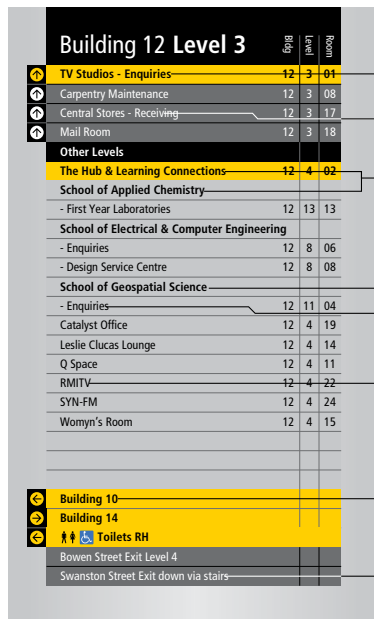 Building 12 Level 3 Bldg Level Room
TV Studios - Enquiries 12 3 01
Carpentry Maintenance 12 3 08
Central Stores - Receiving 12 3 17
Mail Room 12 3 18
Other Levels
The Hub & Learning Connections 12 4 02
School of Applied Chemistry
- First Year Laboratories 12 13 13
School of Electrical & Computer Engineering
- Enquiries 12 8 06
- Design Service Centre 12 8 08
School of Geospatial Science
- Enquiries 12 11 04
Catalyst Office 12 4 19
Leslie Clucas Lounge 12 4 14
Q Space 12 4 11
RMITV 12 4 22
SYN-FM 12 4 24
Womyn's Room 12 4 15
Building 10
Building 14
Toilets RH
Bowen Street Exit Level 4
Swanston Street Exit down via stairs